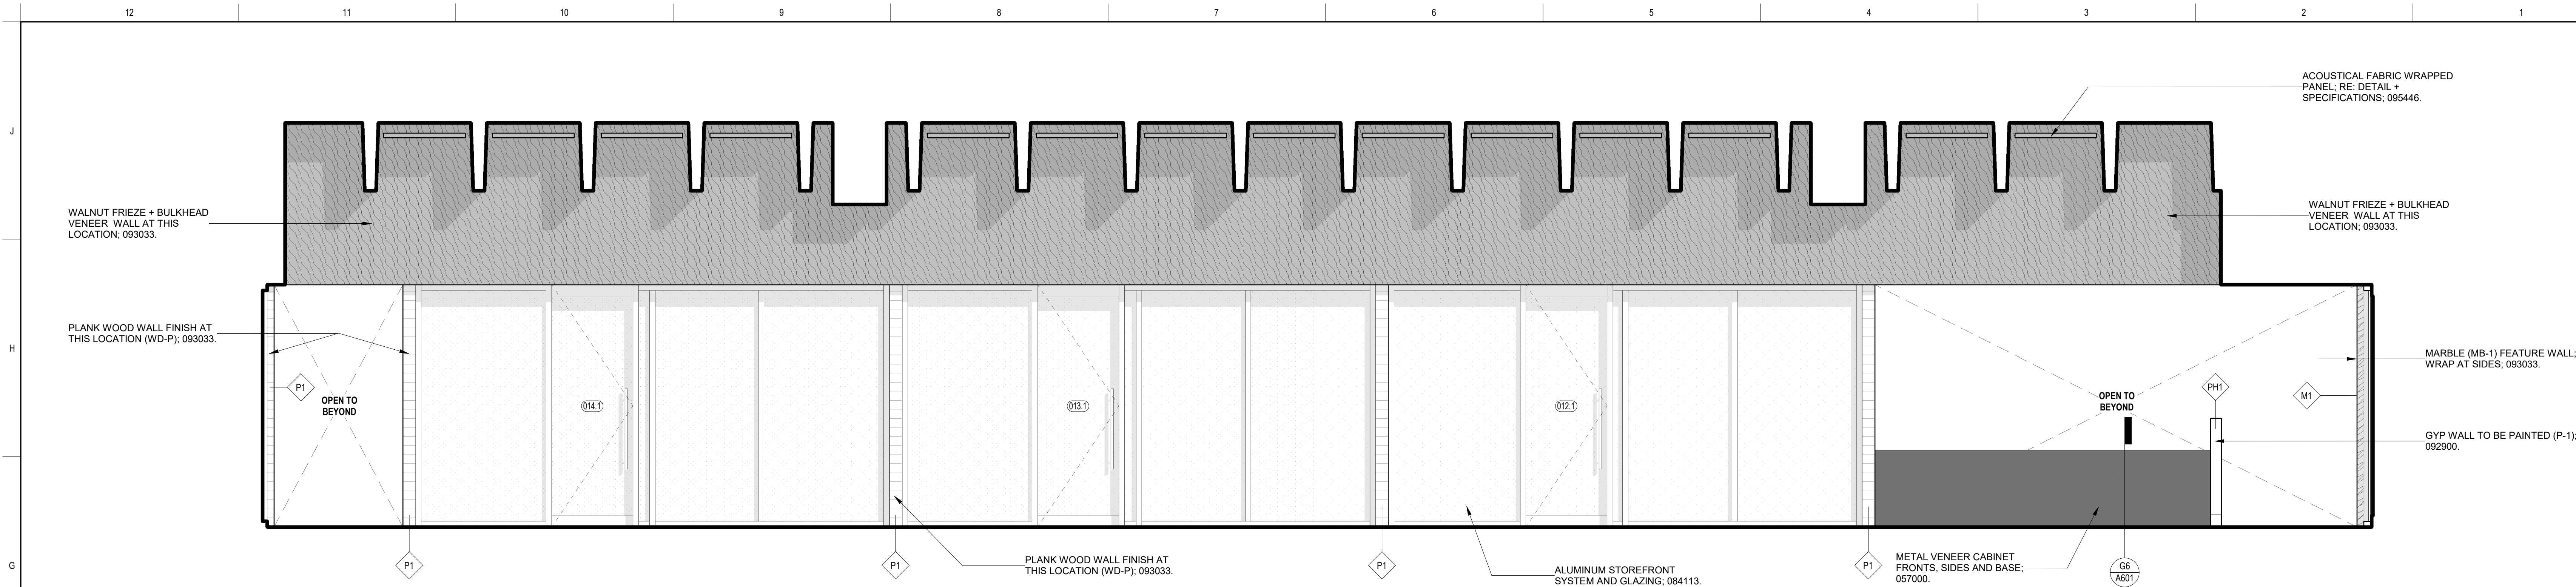 12
11
10
9
8
7
6
5
4
3
2
1
J
H
G
ACOUSTICAL FABRIC WRAPPED
PANEL; RE: DETAIL +
SPECIFICATIONS; 095446.
WALNUT FRIEZE + BULKHEAD
VENEER WALL AT THIS
LOCATION; 093033.
WALNUT FRIEZE + BULKHEAD
VENEER WALL AT THIS
LOCATION; 093033.
PLANK WOOD WALL FINISH AT
THIS LOCATION (WD-P); 093033.
P1
OPEN TO
BEYOND
014.1
013.1
012.1
OPEN TO
BEYOND
PH1
M1
MARBLE (MB-1) FEATURE WALL;
WRAP AT SIDES; 093033.
GYP WALL TO BE PAINTED (P-1);
092900.
P1
P1
PLANK WOOD WALL FINISH AT
THIS LOCATION (WD-P); 093033.
P1
ALUMINUM STOREFRONT
SYSTEM AND GLAZING; 084113.
P1
METAL VENEER CABINET
FRONTS, SIDES AND BASE;
057000.
G6
A601